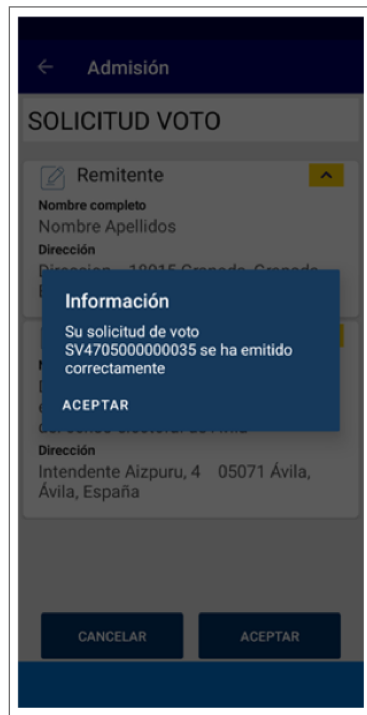 Admisión
SOLICITUD VOTO
Remitente
Nombre completo
Nombre Apellidos
Dirección
Información
Su solicitud de voto
SV4705000000035 se ha emitido
correctamente
ACEPTAR
Dirección
Intendente Aizpuru, 4 05071 Ávila,
Ávila, España
CANCELAR
ACEPTAR